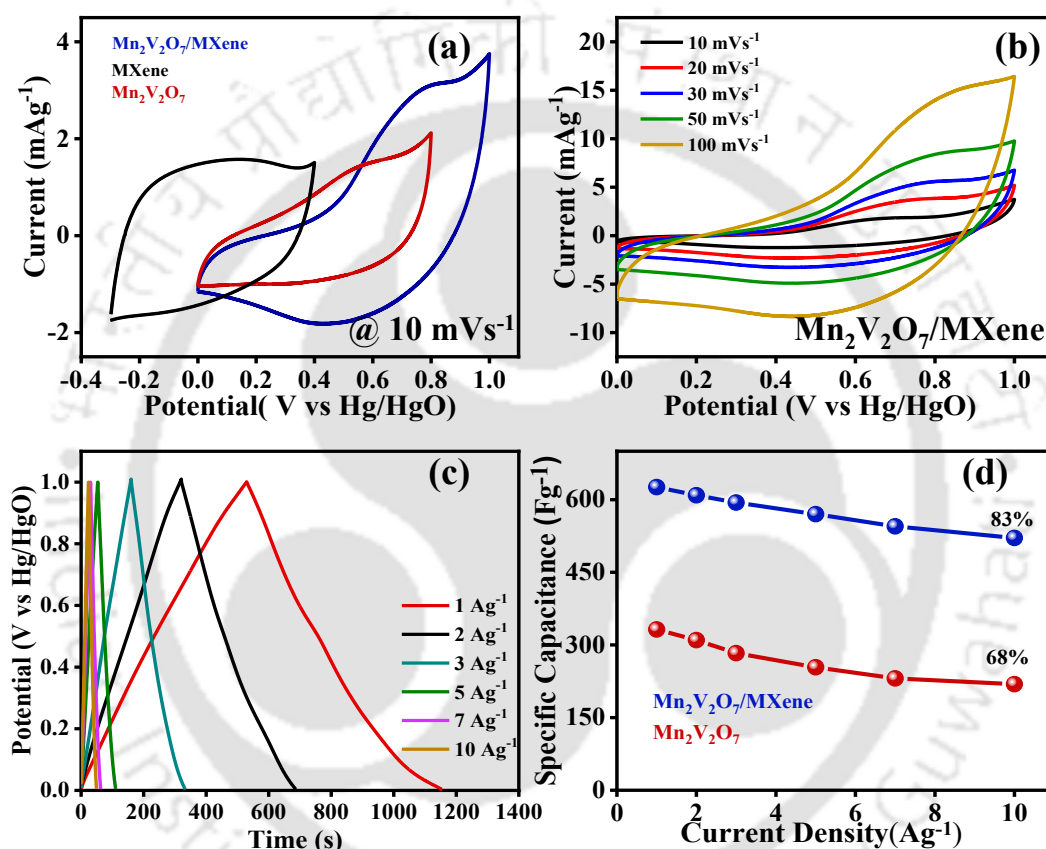 (a)
Mn₂V₂O₇/MXene
MXene
Mn₂V₂O₇
@ 10 mVs⁻¹
Current (mAg⁻¹)
4
2
0
-2
-0.4 -0.2 0.0 0.2 0.4 0.6 0.8 1.0
Potential( V vs Hg/HgO)
(b)
10 mVs⁻¹
20 mVs⁻¹
30 mVs⁻¹
50 mVs⁻¹
100 mVs⁻¹
Mn₂V₂O₇/MXene
Current (mAg⁻¹)
20
15
10
5
0
-5
-10
0.0 0.2 0.4 0.6 0.8 1.0
Potential (V vs Hg/HgO)
(c)
1 Ag⁻¹
2 Ag⁻¹
3 Ag⁻¹
5 Ag⁻¹
7 Ag⁻¹
10 Ag⁻¹
Potential (V vs Hg/HgO)
1.0
0.8
0.6
0.4
0.2
0.0
0 200 400 600 800 1000 1200 1400
Time (s)
(d)
83%
68%
Mn₂V₂O₇/MXene
Mn₂V₂O₇
Specific Capacitance (Fg⁻¹)
600
450
300
150
0
0 2 4 6 8 10
Current Density(Ag⁻¹)
Guwahati